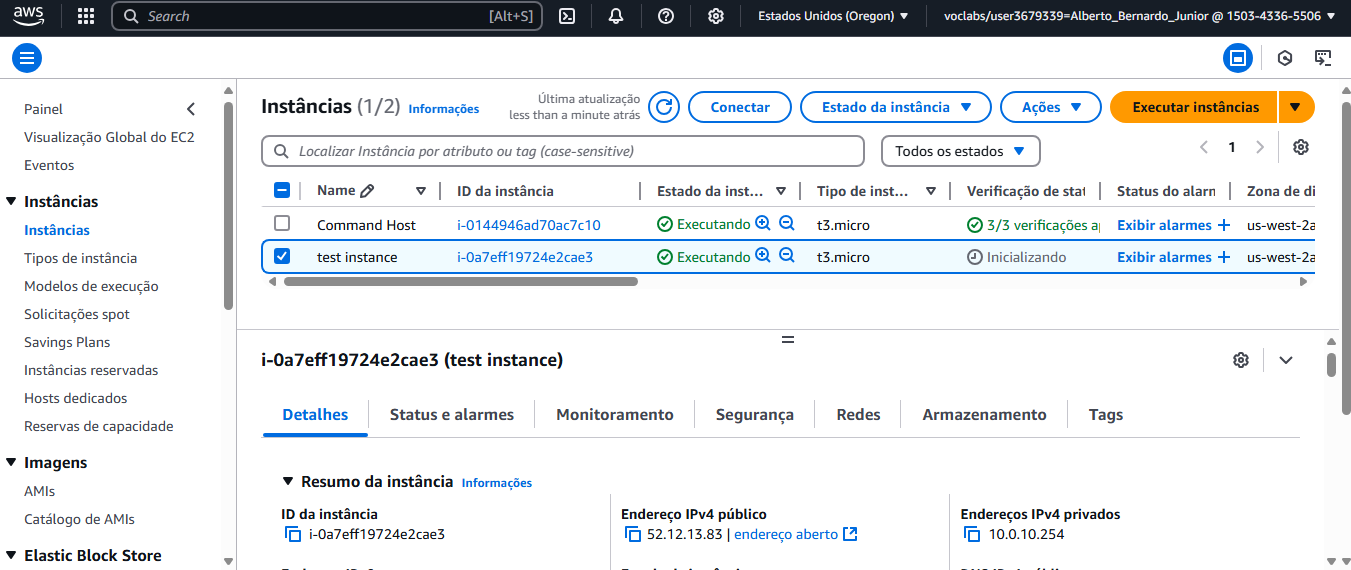 aws
Search [Alt+S] Estados Unidos (Oregon) voclabs/user3679339=Alberto_Bernardo_Junior @ 1503-4336-5506
Painel
Visualização Global do EC2
Eventos
Instâncias
Instâncias
Tipos de instância
Modelos de execução
Solicitações spot
Savings Plans
Instâncias reservadas
Hosts dedicados
Reservas de capacidade
Imagens
AMIs
Catálogo de AMIs
Elastic Block Store
Instâncias (1/2) Informações
Última atualização
less than a minute atrás
Conectar Estado da instância Ações Executar instâncias
Localizar Instância por atributo ou tag (case-sensitive) Todos os estados 1
Name ID da instância Estado da inst... Tipo de inst... Verificação de stat Status do alarn Zona de di
Command Host i-0144946ad70ac7c10 Executando t3.micro 3/3 verificações a Exibir alarmes + us-west-2a
test instance i-0a7eff19724e2cae3 Executando t3.micro Inicializando Exibir alarmes + us-west-2a
i-0a7eff19724e2cae3 (test instance)
Detalhes Status e alarmes Monitoramento Segurança Redes Armazenamento Tags
Resumo da instância Informações
ID da instância
i-0a7eff19724e2cae3
Endereço IPv4 público
52.12.13.83 | endereço aberto
Endereços IPv4 privados
10.0.10.254